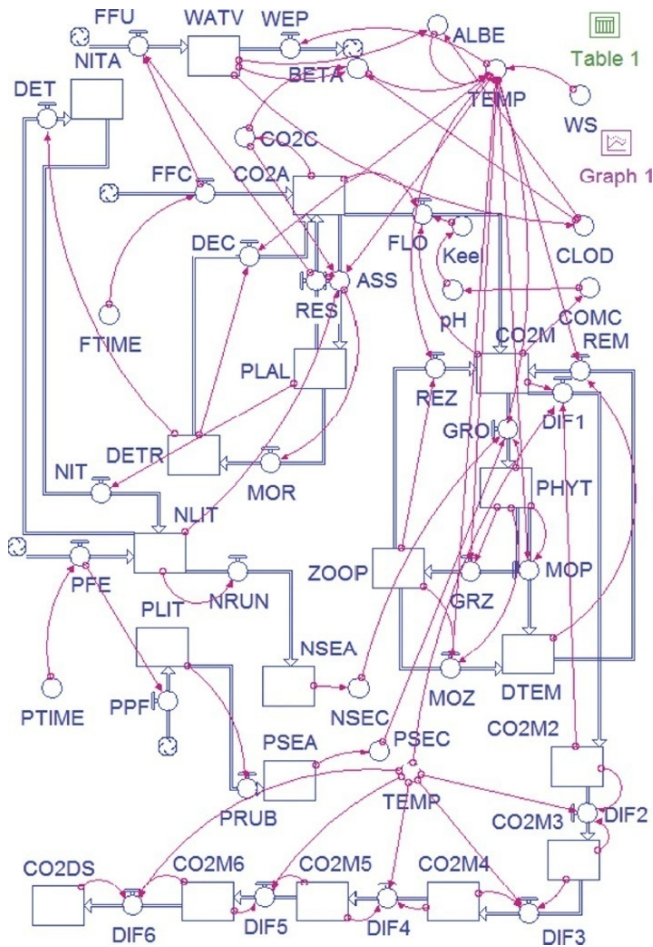 FFU
WATV
WEP
ALBE
NITA
BETA
Table 1
DET
TEMP
WS
CO2C
Graph 1
FFC
CO2A
DEC
FLO
Keel
CLOD
RES
ASS
pH
COMC
FTIME
CO2M
REM
PLAL
REZ
DIF1
GRO
DETR
MOR
NIT
PHYT
NLIT
ZOOP
GRZ
MOP
PFE
NRUN
PLIT
MOZ
DTEM
PTIME
PPF
NSEA
NSEC
CO2M2
PSEA
PSEC
PRUB
TEMP
CO2M3
DIF2
CO2DS
CO2M6
CO2M5
CO2M4
DIF6
DIF5
DIF4
DIF3